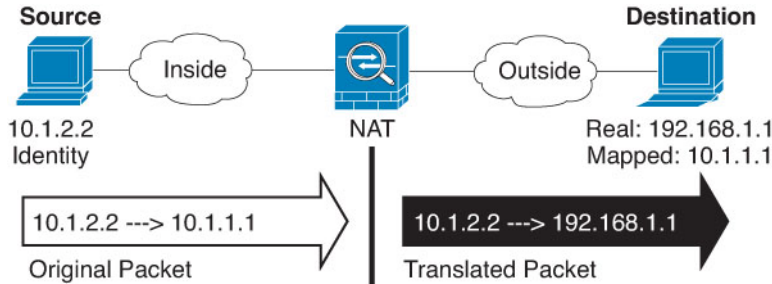 Source
Destination
Inside
Outside
10.1.2.2
Identity
NAT
Real: 192.168.1.1
Mapped: 10.1.1.1
10.1.2.2 ---> 10.1.1.1
10.1.2.2 ---> 192.168.1.1
Original Packet
Translated Packet